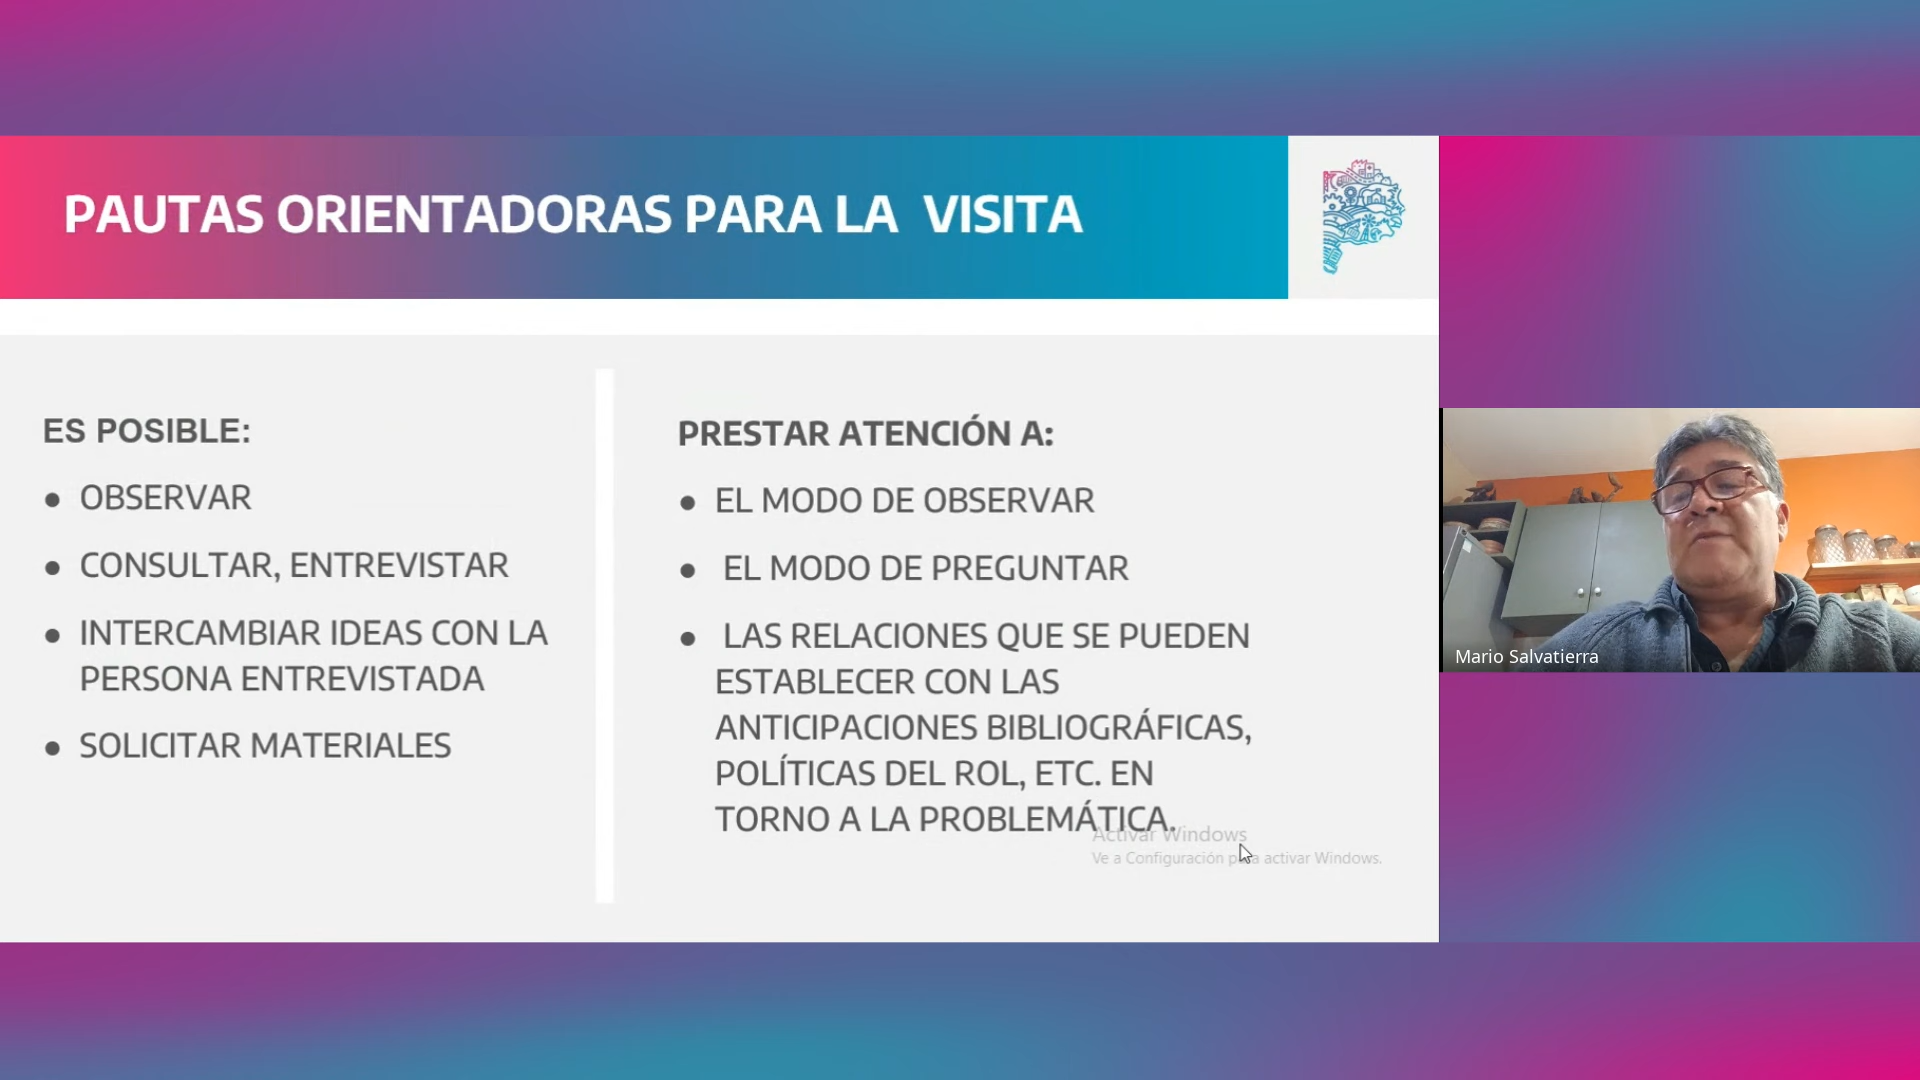 PAUTAS ORIENTADORAS PARA LA VISITA
ES POSIBLE:
● OBSERVAR
● CONSULTAR, ENTREVISTAR
● INTERCAMBIAR IDEAS CON LA
PERSONA ENTREVISTADA
● SOLICITAR MATERIALES
PRESTAR ATENCIÓN A:
● EL MODO DE OBSERVAR
● EL MODO DE PREGUNTAR
● LAS RELACIONES QUE SE PUEDEN
ESTABLECER CON LAS
ANTICIPACIONES BIBLIOGRÁFICAS,
POLÍTICAS DEL ROL, ETC. EN
TORNO A LA PROBLEMÁTICA.
Activar Windows
Ve a Configuración para activar Windows.
Mario Salvatierra